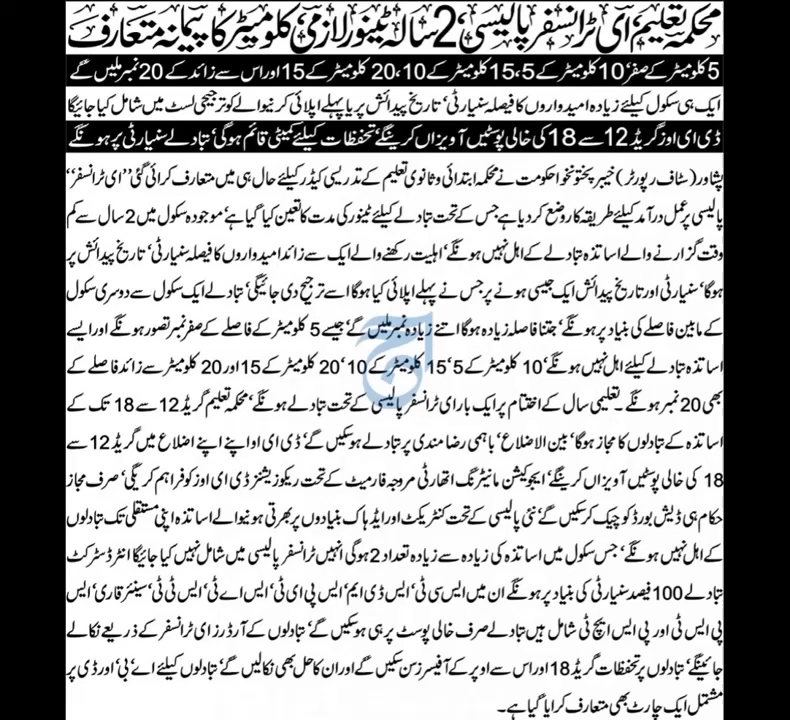 محکمہ تعلیم، ای ٹرانسفر پالیسی، 2 سالہ ٹینور لازمی، کلومیٹر کا پیمانہ متعارف
5 کلومیٹر کے صفر، 10 کلومیٹر کے 5، 15 کلومیٹر کے 10، 20 کلومیٹر کے 15 اور اس سے زائد کے 20 نمبر ملیں گے
ایک ہی سکول کیلئے زیادہ امیدواروں کا فیصلہ سنیارٹی، تاریخ پیدائش پر یا پہلے اپلائی کرنیوالے کو ترجیحی لسٹ میں شامل کیا جائیگا
ڈی ای اوز گریڈ 12 سے 18 کی خالی پوسٹیں آویزاں کرینگے، تحفظات کیلئے کمیٹی قائم ہوگی، تبادلے سنیارٹی پر ہونگے
پشاور (سٹاف رپورٹر) خیبر پختونخوا حکومت نے محکمہ ابتدائی و ثانوی تعلیم کے تدریسی کیڈر کیلئے حال ہی میں متعارف کرائی گئی ’’ای ٹرانسفر‘‘
پالیسی پر عمل درآمد کیلئے طریقہ کار وضع کر دیا ہے جس کے تحت تبادلے کیلئے ٹینور کی مدت کا تعین کیا گیا ہے، موجودہ سکول میں 2 سال سے کم
وقت گزارنے والے اساتذہ تبادلے کے اہل نہیں ہونگے، اہلیت رکھنے والے ایک سے زائد امیدواروں کا فیصلہ سنیارٹی، تاریخ پیدائش پر
ہوگا، سنیارٹی اور تاریخ پیدائش ایک جیسی ہونے پر جس نے پہلے اپلائی کیا ہوگا اسے ترجیح دی جائیگی، تبادلے ایک سکول سے دوسری سکول
کے مابین فاصلے کی بنیاد پر ہونگے، جتنا فاصلہ زیادہ ہوگا اتنے زیادہ نمبر ملیں گے، جیسے 5 کلومیٹر کے فاصلے کے صفر نمبر تصور ہونگے اور ایسے
اساتذہ تبادلے کیلئے اہل نہیں ہونگے، 10 کلومیٹر کے 5، 15 کلومیٹر کے 10، 20 کلومیٹر کے 15 اور 20 کلومیٹر سے زائد فاصلے کے
بھی 20 نمبر ہونگے۔ تعلیمی سال کے اختتام پر ایک بار ای ٹرانسفر پالیسی کے تحت تبادلے ہونگے، محکمہ تعلیم گریڈ 12 سے 18 تک کے
اساتذہ کے تبادلوں کا مجاز ہوگا، بین الاضلاع، باہمی رضا مندی پر تبادلے ہوسکیں گے، ڈی ای او اپنے اپنے اضلاع میں گریڈ 12 سے
18 کی خالی پوسٹیں آویزاں کرینگے، ایجوکیشن مانیٹرنگ اتھارٹی مروجہ فارمیٹ کے تحت ریکوزیشنز ڈی ای اوز کو فراہم کریگی، صرف مجاز
حکام ہی ڈیش بورڈ کو چیک کرسکیں گے، نئی پالیسی کے تحت کنٹریکٹ اور ایڈہاک بنیادوں پر بھرتی ہونیوالے اساتذہ اپنی مستقلی تک تبادلوں
کے اہل نہیں ہونگے، جس سکول میں اساتذہ کی زیادہ سے زیادہ تعداد 2 ہوگی انہیں ٹرانسفر پالیسی میں شامل نہیں کیا جائیگا انٹر ڈسٹرکٹ
تبادلے 100 فیصد سنیارٹی کی بنیاد پر ہونگے ان میں ایس سی ٹی، ایس ڈی ایم، ایس پی ای ٹی، ایس اے ٹی، ایس ٹی ٹی، سینئر قاری، ایس
پی ایس ٹی اور پی ایس ایچ ٹی شامل ہیں تبادلے صرف خالی پوسٹ پر ہی ہوسکیں گے، تبادلوں کے آرڈرز ای ٹرانسفر کے ذریعے نکالے
جائینگے، تبادلوں پر تحفظات گریڈ 18 اور اس سے اوپر کے آفیسرز سن سکیں گے اور ان کا حل بھی نکالیں گے، تبادلوں کیلئے اے، بی، اور ڈی پر
مشتمل ایک چارٹ بھی متعارف کرایا گیا ہے۔